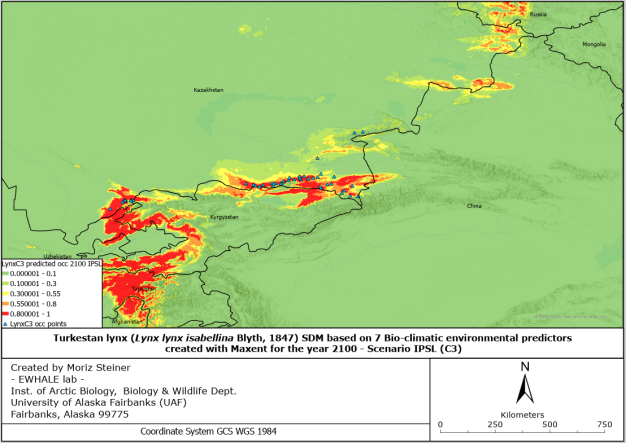 Russia
Mongolia
Kazakhstan
China
Kyrgyzstan
Uzbekistan
Afghanistan
LynxC3 predicted occ 2100 IPSL
0.000001 - 0.1
0.100001 - 0.3
0.300001 - 0.55
0.550001 - 0.8
0.800001 - 1
LynxC3 occ points
Turkestan lynx (Lynx lynx isabellina Blyth, 1847) SDM based on 7 Bio-climatic environmental predictors
created with Maxent for the year 2100 - Scenario IPSL (C3)
Created by Moriz Steiner
- EWHALE lab -
Inst. of Arctic Biology, Biology & Wildlife Dept.
University of Alaska Fairbanks (UAF)
Fairbanks, Alaska 99775
Coordinate System GCS WGS 1984
N
Kilometers
0 250 500 750